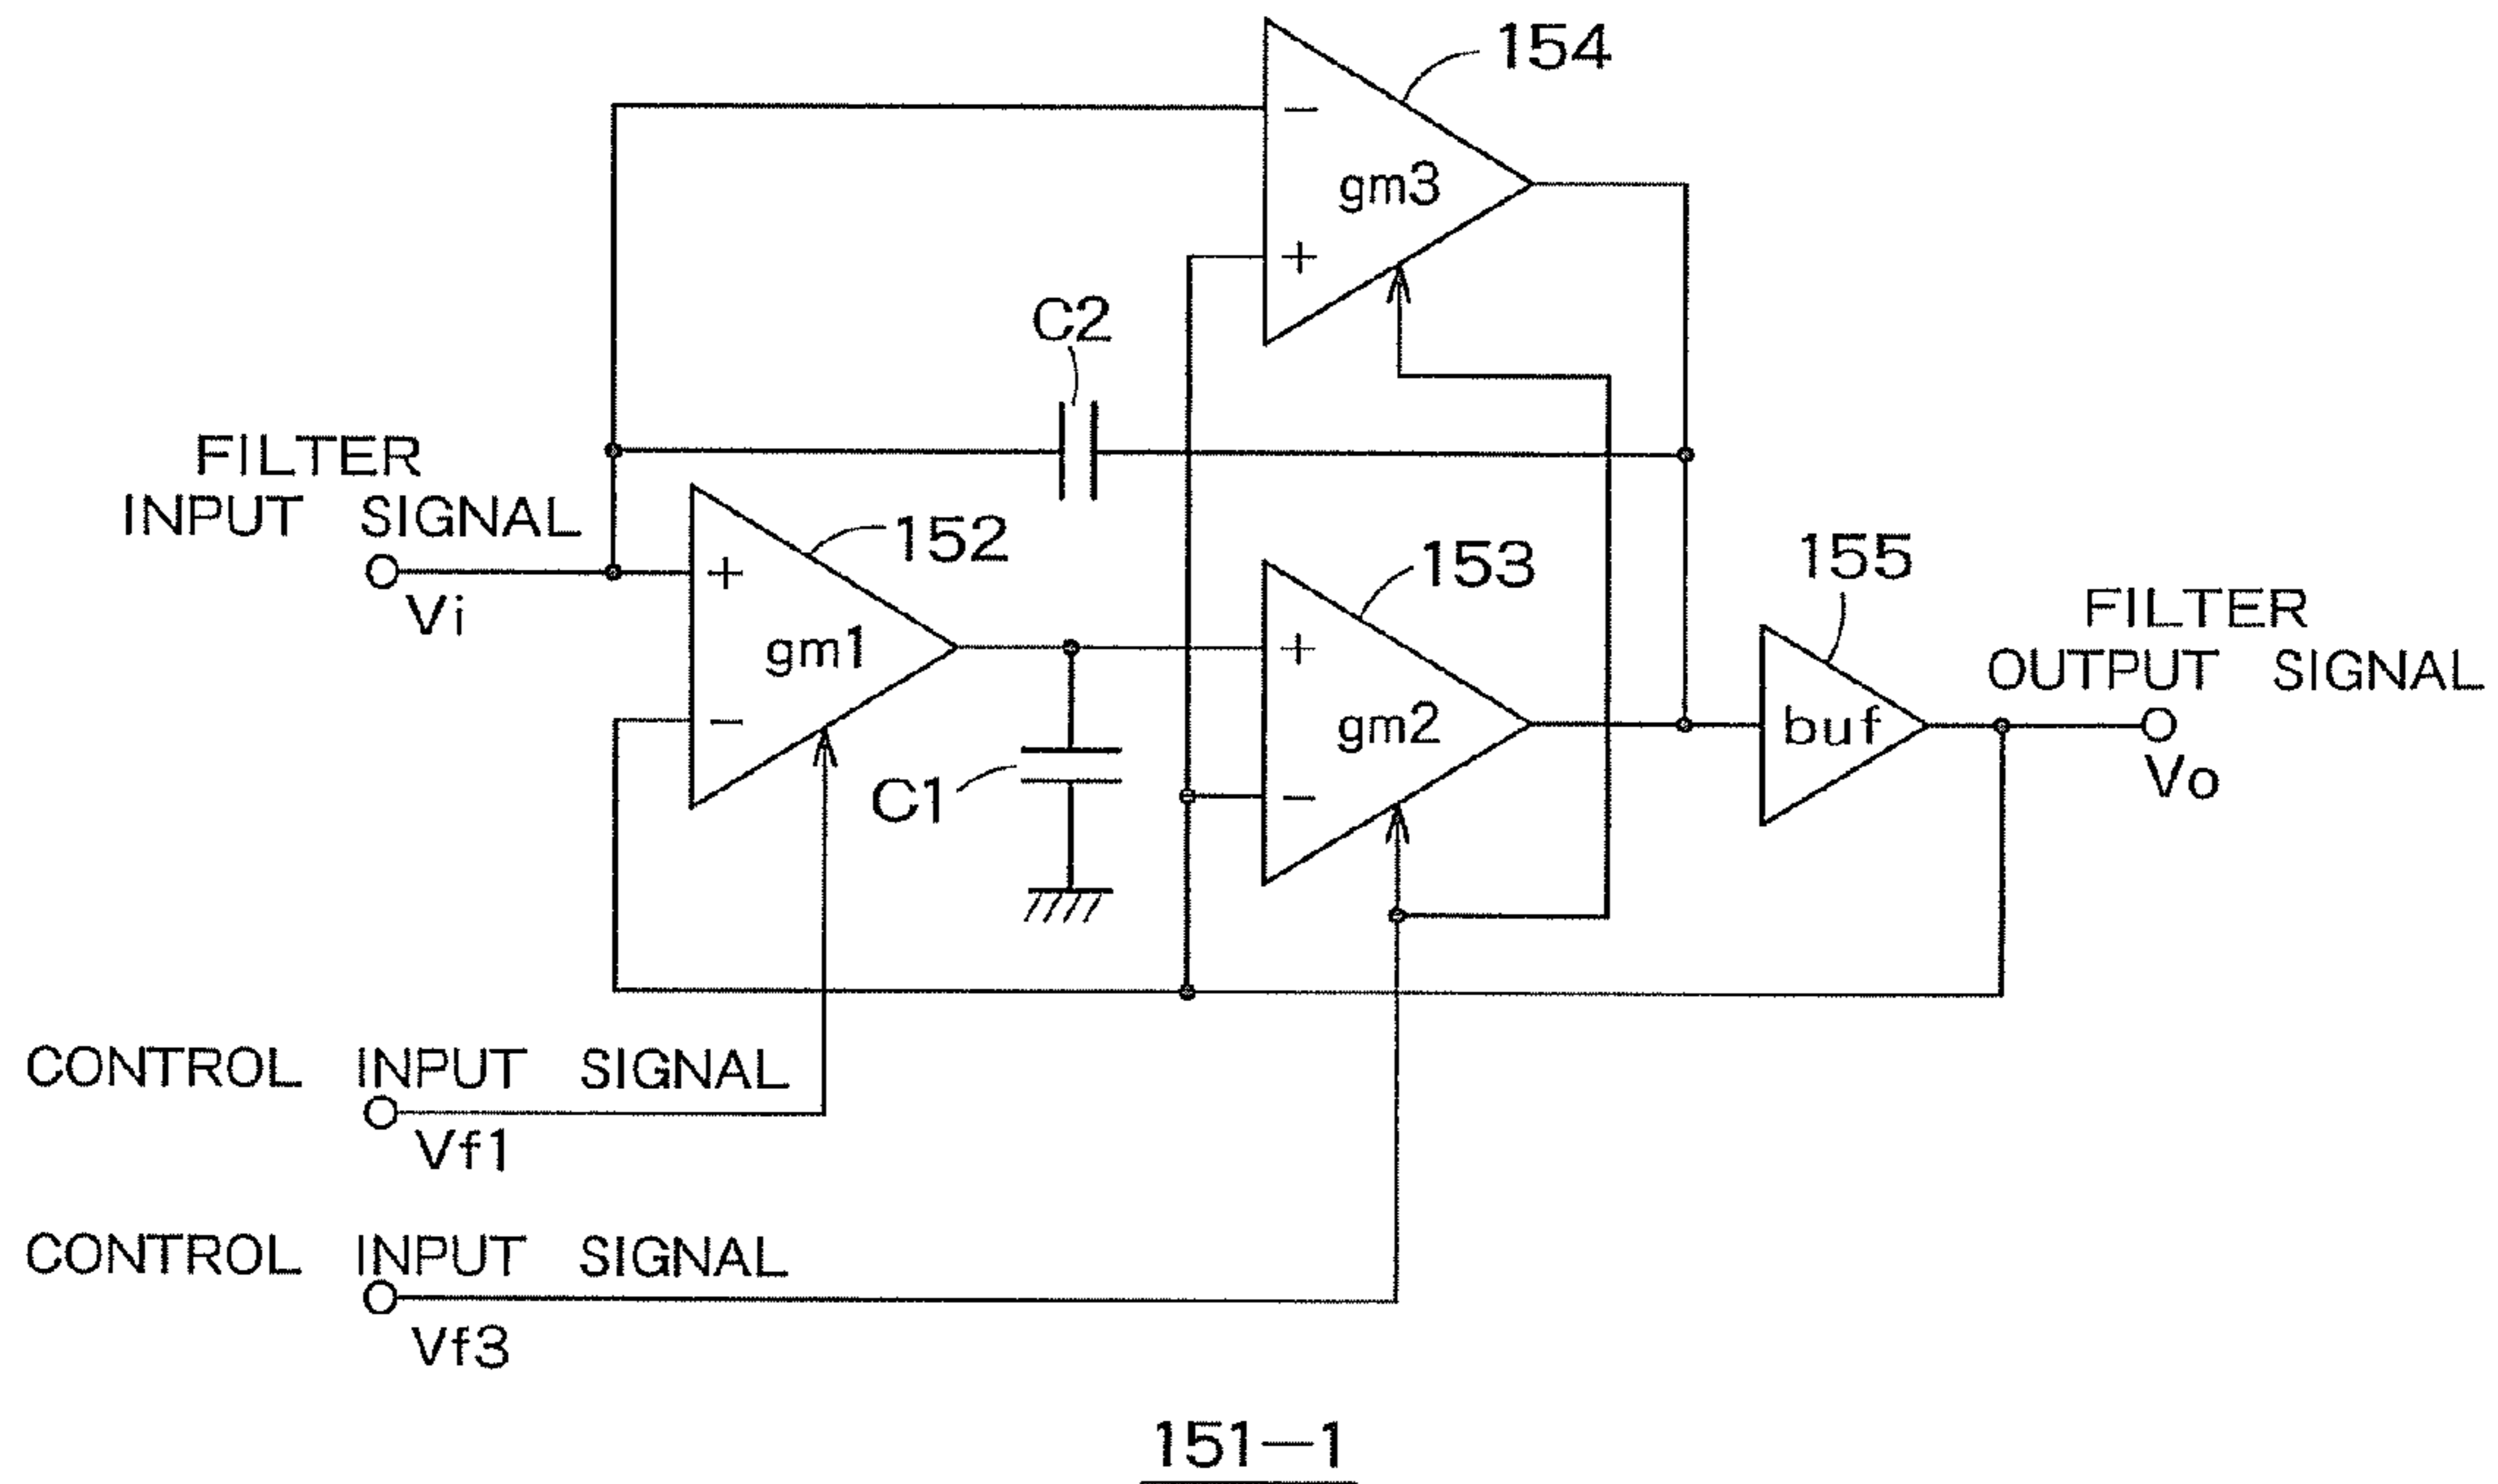 154
−
gm3
+
C2
FILTER
INPUT SIGNAL
Vi
152
+
gm1
−
153
+
gm2
−
155
buf
FILTER
OUTPUT SIGNAL
Vo
C1
CONTROL INPUT SIGNAL
Vf1
CONTROL INPUT SIGNAL
Vf3
151−1